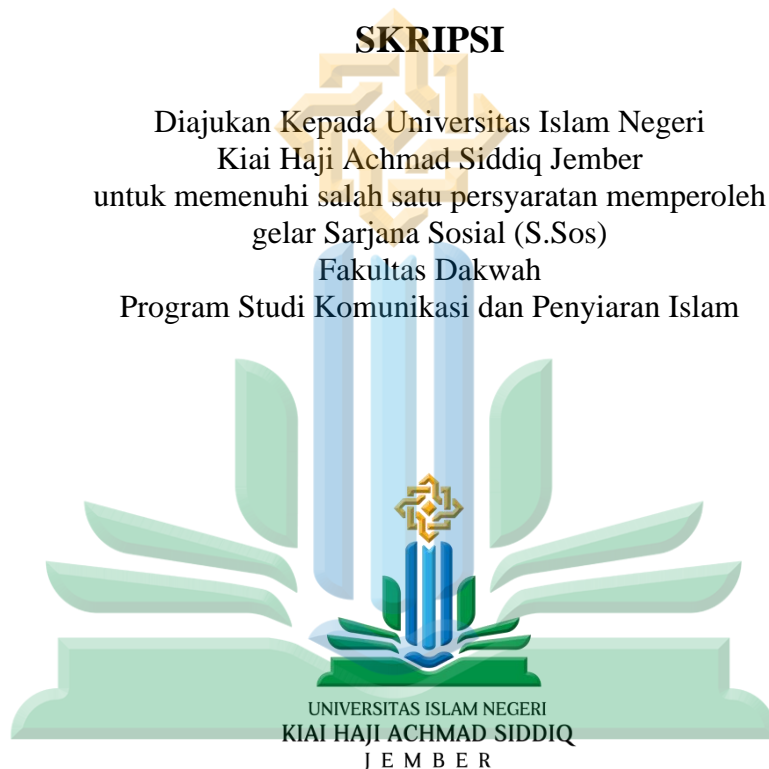 SKRIPSI
Diajukan Kepada Universitas Islam Negeri
Kiai Haji Achmad Siddiq Jember
untuk memenuhi salah satu persyaratan memperoleh
gelar Sarjana Sosial (S.Sos)
Fakultas Dakwah
Program Studi Komunikasi dan Penyiaran Islam
UNIVERSITAS ISLAM NEGERI
KIAI HAJI ACHMAD SIDDIQ
JEMBER